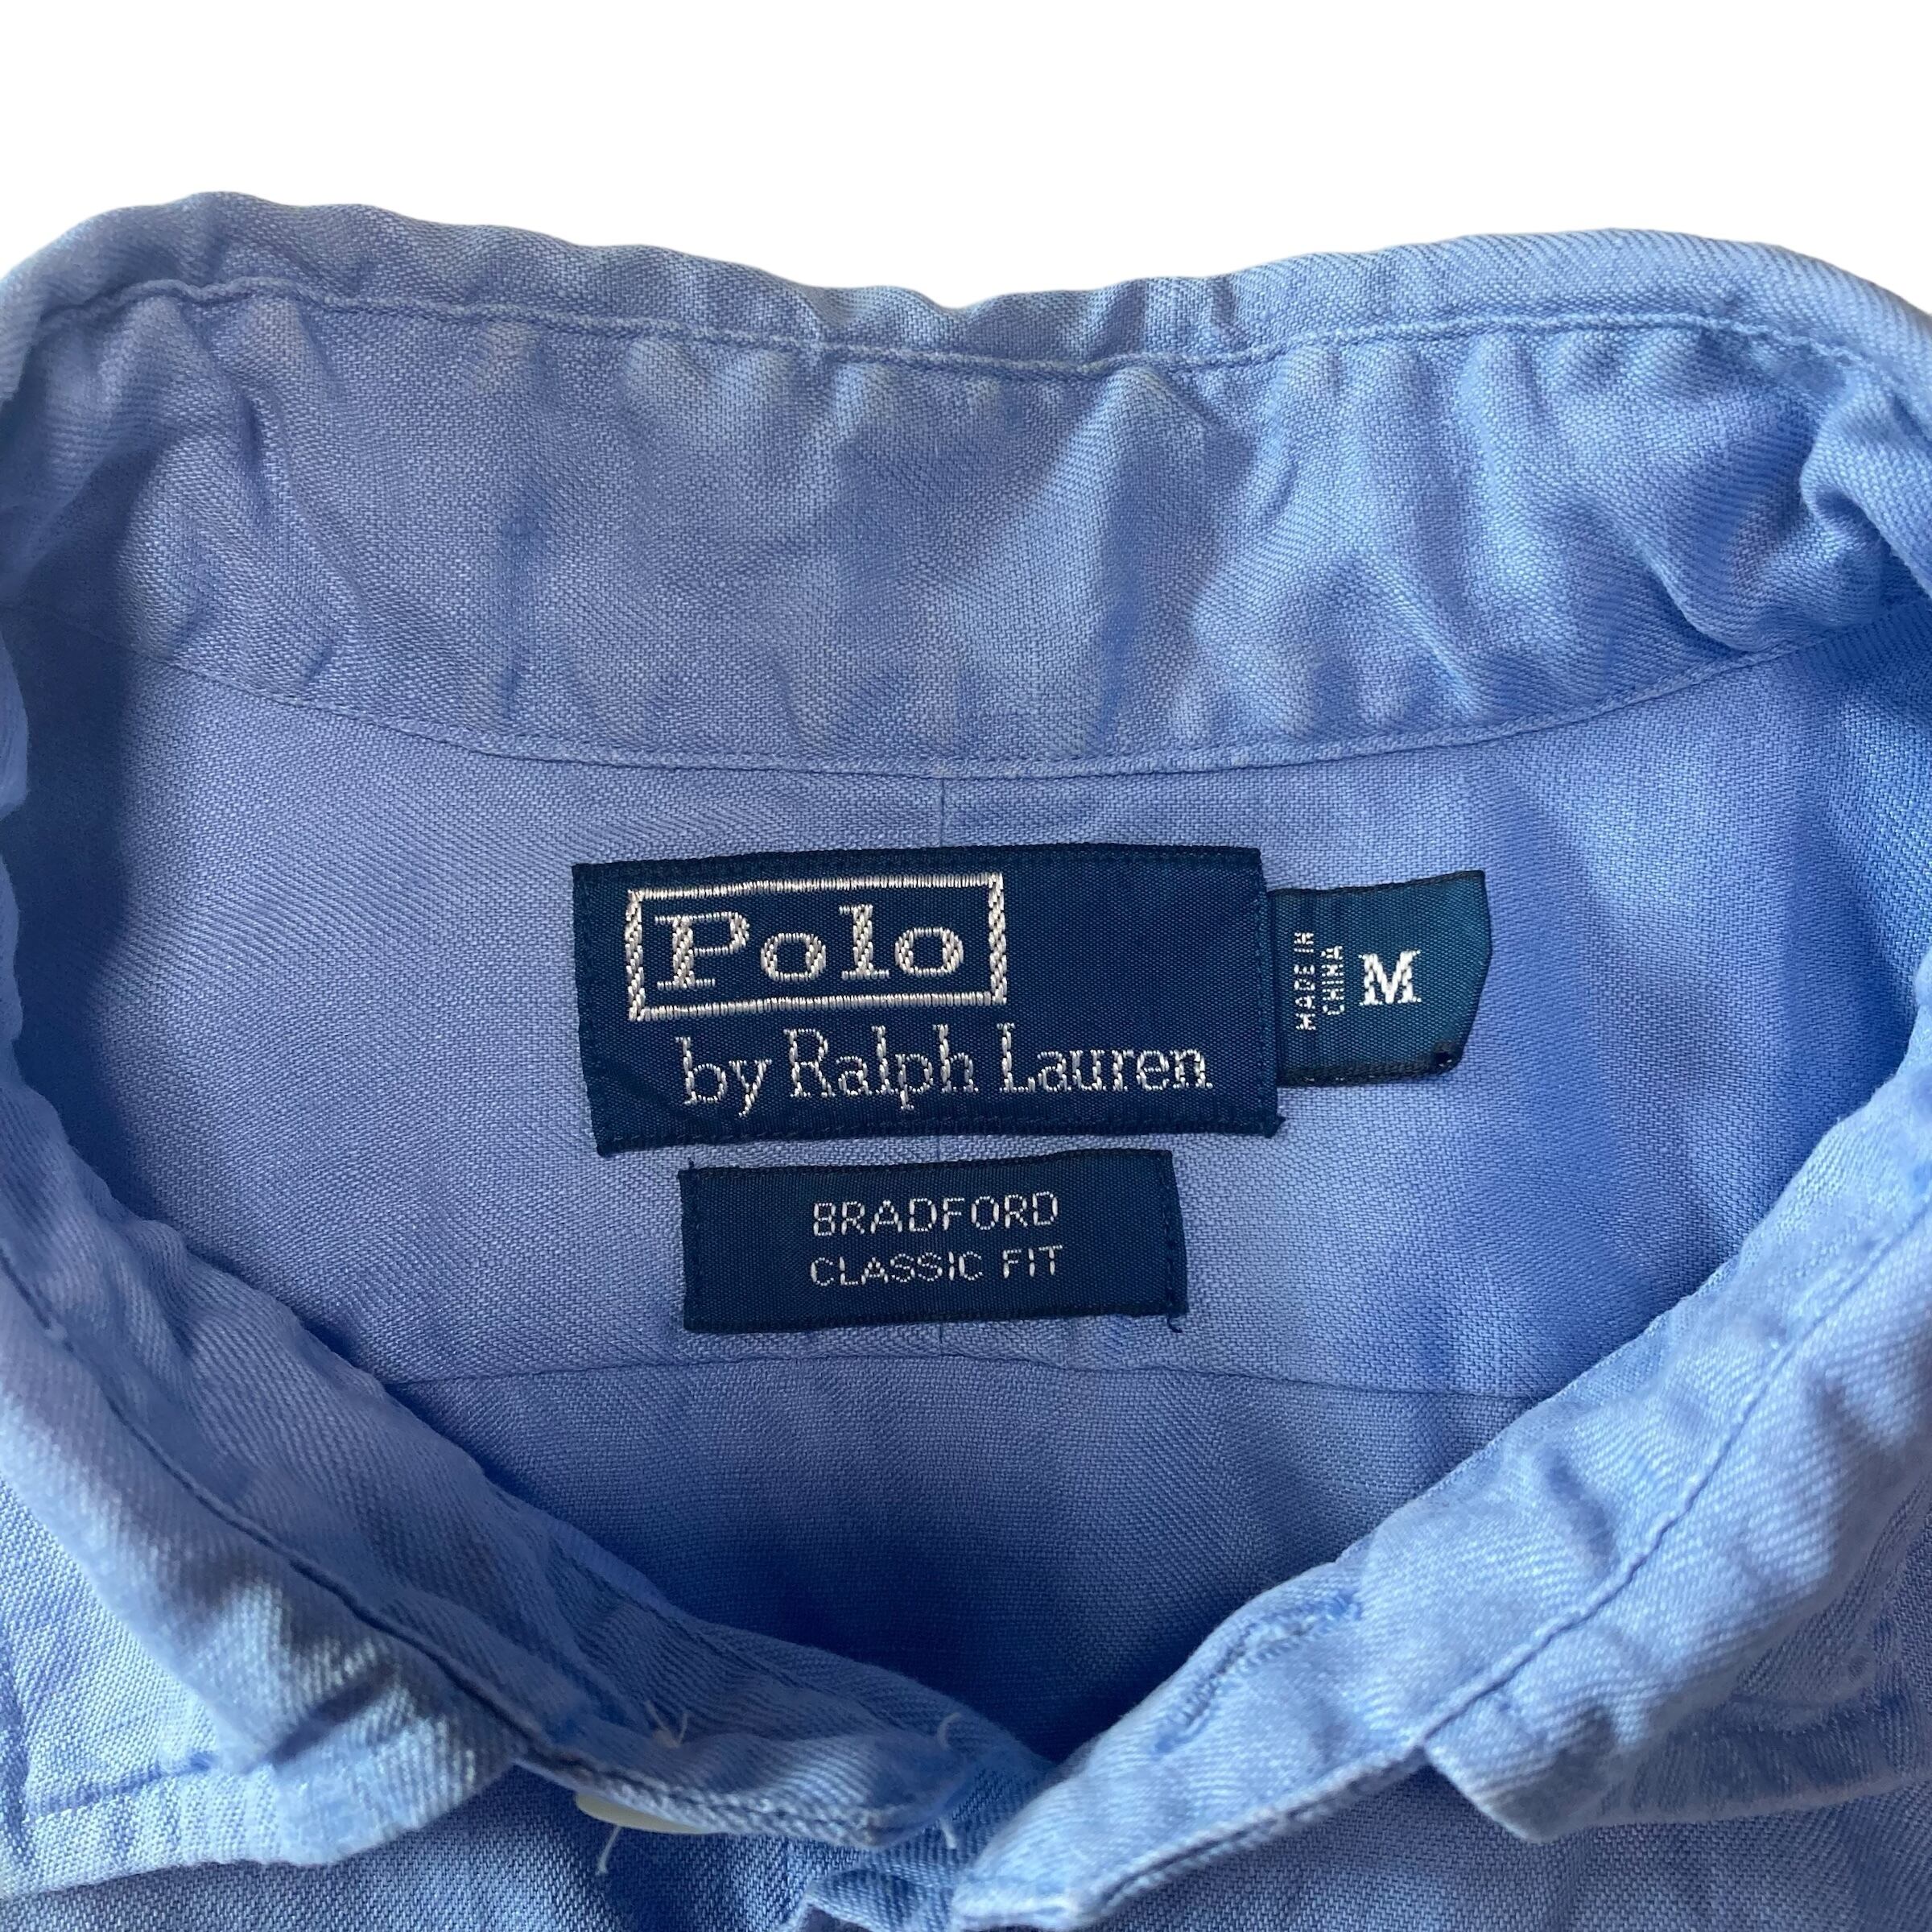 Polo
by Ralph Lauren
MADE IN
CHINA
M
BRADFORD
CLASSIC FIT